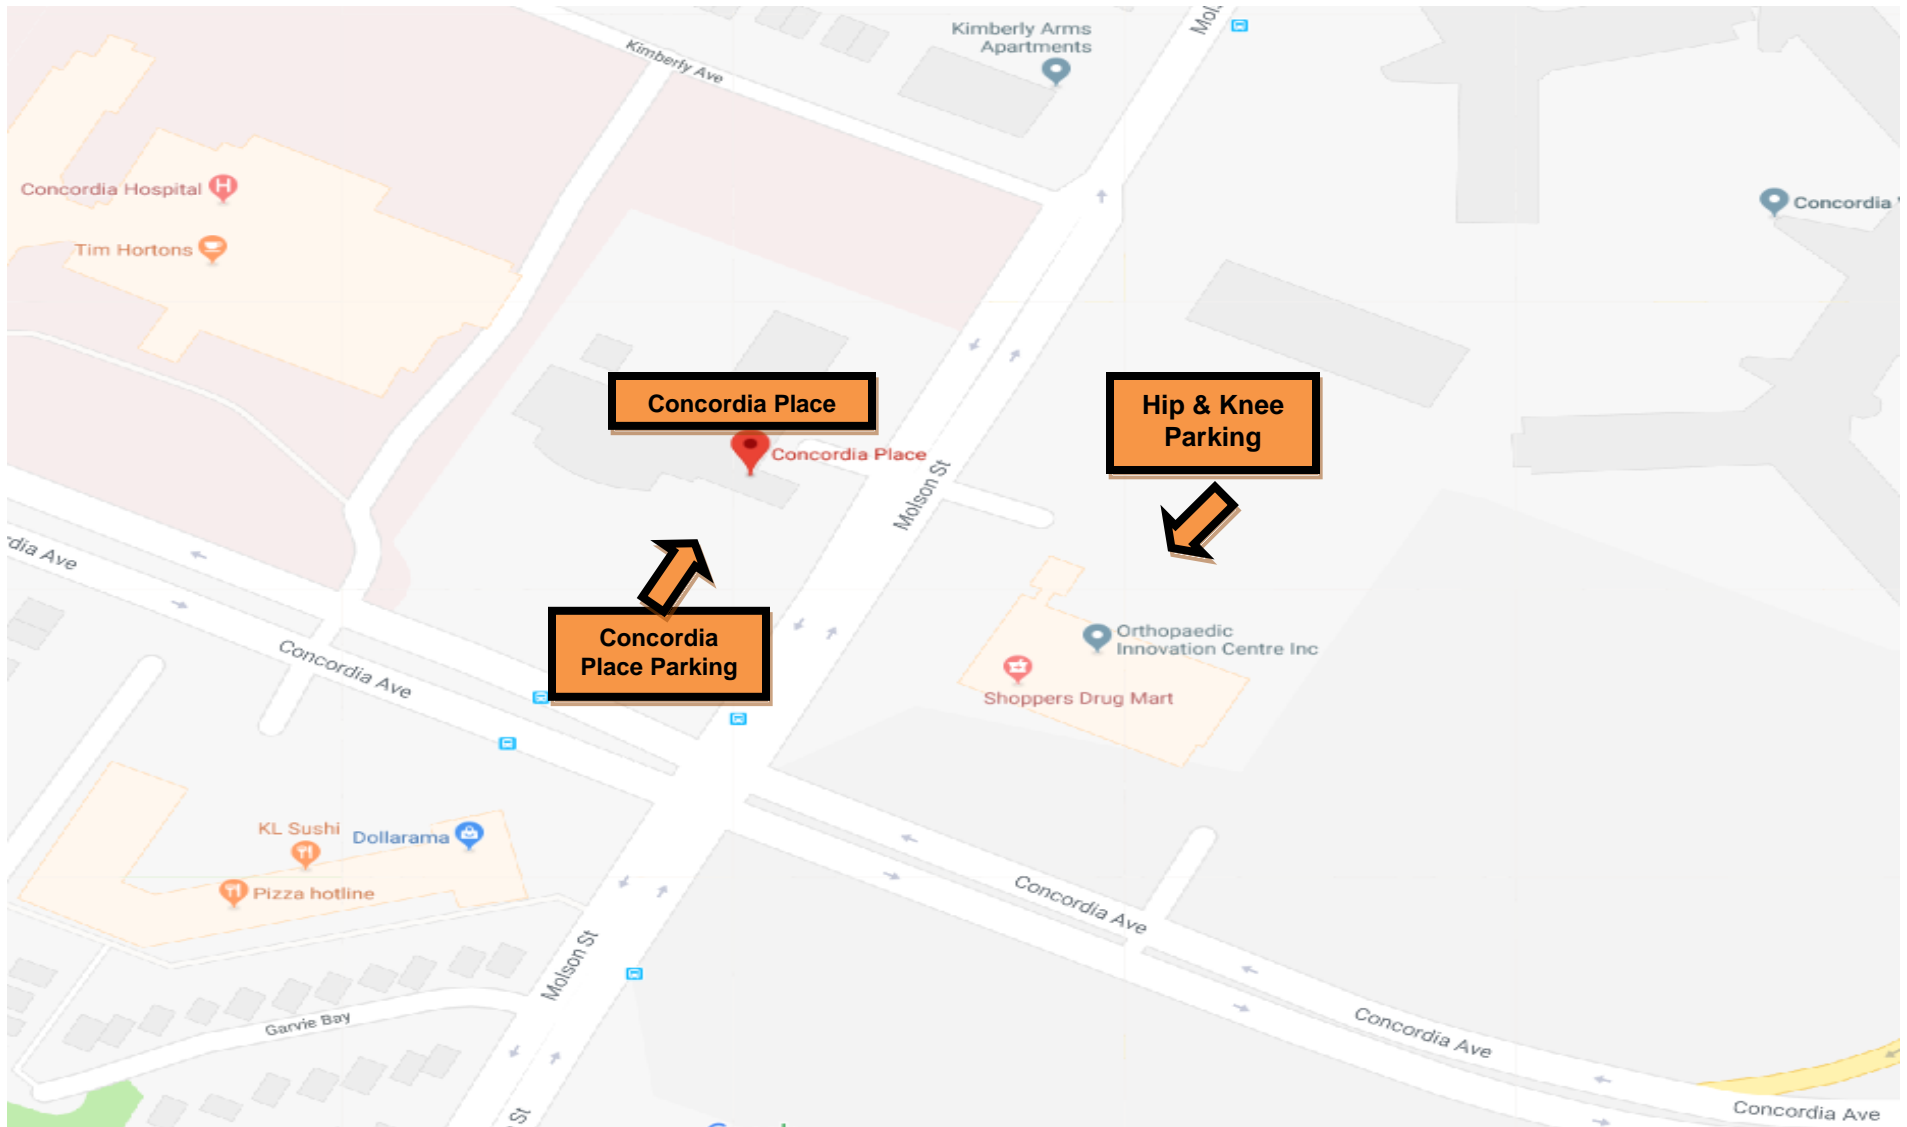 Kimberly Arms
Apartments
Kimberly Ave
Concordia Hospital
H
Concordia
Tim Hortons
Concordia Place
Hip & Knee
Parking
Concordia Place
Molson St
dia Ave
Concordia
Place Parking
Orthopaedic
Innovation Centre Inc
Concordia Ave
Shoppers Drug Mart
KL Sushi
Dollarama
Pizza hotline
Concordia Ave
Molson St
Garvie Bay
Concordia Ave
Concordia Ave
St